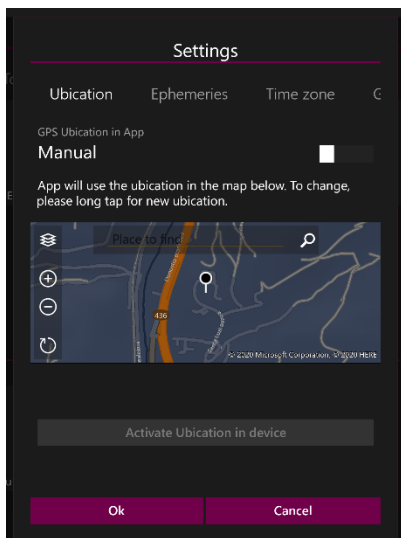 Settings
Ubication Ephemeries Time zone G
GPS Ubication in App
Manual
App will use the ubication in the map below. To change,
please long tap for new ubication.
Place to find
436
© 2020 Microsoft Corporation, © 2020 HERE
Activate Ubication in device
Ok Cancel